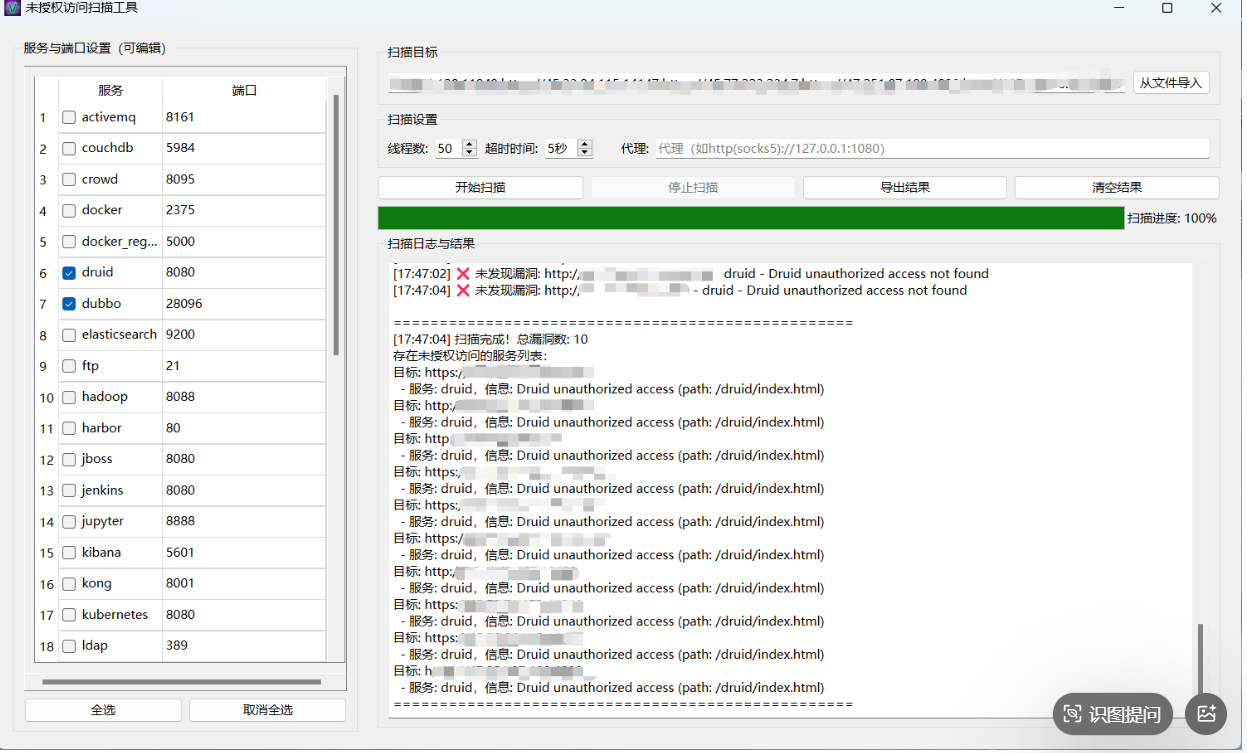 未授权访问扫描工具
服务与端口设置（可编辑）
服务 端口
1 activemq 8161
2 couchdb 5984
3 crowd 8095
4 docker 2375
5 docker_reg... 5000
6 druid 8080
7 dubbo 28096
8 elasticsearch 9200
9 ftp 21
10 hadoop 8088
11 harbor 80
12 jboss 8080
13 jenkins 8080
14 jupyter 8888
15 kibana 5601
16 kong 8001
17 kubernetes 8080
18 ldap 389
全选 取消全选
扫描目标
从文件导入
扫描设置
线程数: 50 超时时间: 5秒 代理: 代理（如http(socks5)://127.0.0.1:1080）
开始扫描 停止扫描 导出结果 清空结果
扫描进度: 100%
扫描日志与结果
[17:47:02] ❌ 未发现漏洞: http:/ druid - Druid unauthorized access not found
[17:47:04] ❌ 未发现漏洞: http:/ - druid - Druid unauthorized access not found
==================================================
[17:47:04] 扫描完成！总漏洞数: 10
存在未授权访问的服务列表:
目标: https:/
- 服务: druid，信息: Druid unauthorized access (path: /druid/index.html)
目标: http:/
- 服务: druid，信息: Druid unauthorized access (path: /druid/index.html)
目标: http
- 服务: druid，信息: Druid unauthorized access (path: /druid/index.html)
目标: https:/
- 服务: druid，信息: Druid unauthorized access (path: /druid/index.html)
目标: https:
- 服务: druid，信息: Druid unauthorized access (path: /druid/index.html)
目标: https:/
- 服务: druid，信息: Druid unauthorized access (path: /druid/index.html)
目标: http:
- 服务: druid，信息: Druid unauthorized access (path: /druid/index.html)
目标: https:
- 服务: druid，信息: Druid unauthorized access (path: /druid/index.html)
目标: https:
- 服务: druid，信息: Druid unauthorized access (path: /druid/index.html)
目标: h
- 服务: druid，信息: Druid unauthorized access (path: /druid/index.html)
==================================================
识图提问